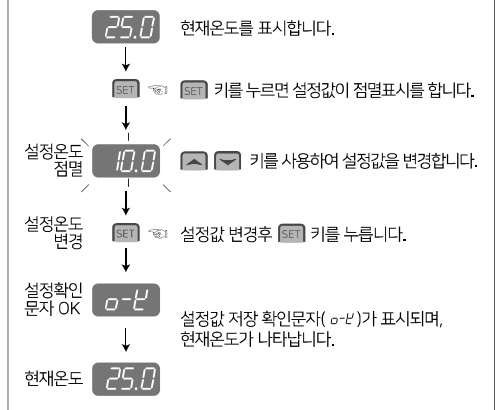 25.0 현재온도를 표시합니다.
SET SET 키를 누르면 설정값이 점멸표시를 합니다.
설정온도
점멸
10.0 키를 사용하여 설정값을 변경합니다.
설정온도
변경
SET 설정값 변경후 SET 키를 누릅니다.
설정확인
문자 OK
o-k
설정값 저장 확인문자( o-k )가 표시되며,
현재온도가 나타납니다.
현재온도 25.0